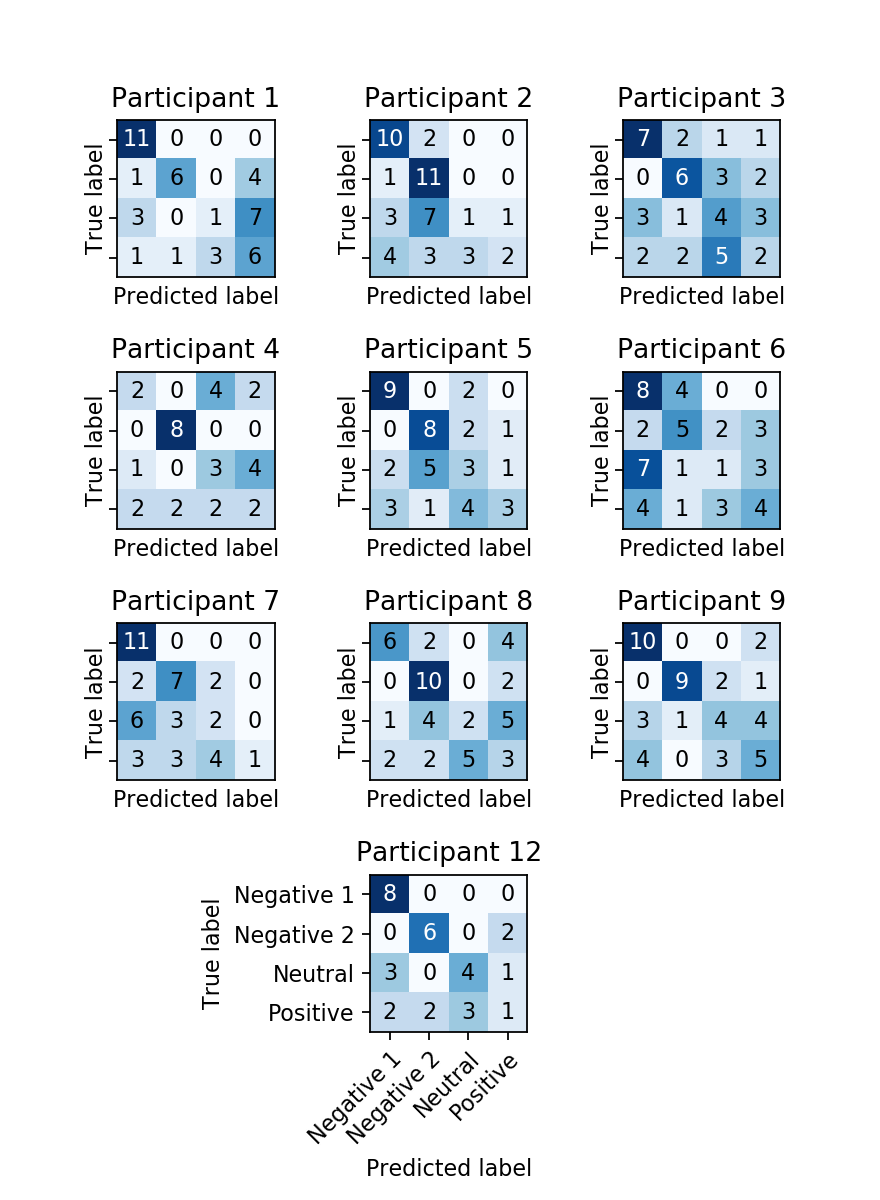 Participant 1 Participant 2 Participant 3
True label 11 0 0 0 True label 10 2 0 0 True label 7 2 1 1
1 6 0 4 1 11 0 0 0 6 3 2
3 0 1 7 3 7 1 1 3 1 4 3
1 1 3 6 4 3 3 2 2 2 5 2
Predicted label Predicted label Predicted label
Participant 4 Participant 5 Participant 6
True label 2 0 4 2 True label 9 0 2 0 True label 8 4 0 0
0 8 0 0 0 8 2 1 2 5 2 3
1 0 3 4 2 5 3 1 7 1 1 3
2 2 2 2 3 1 4 3 4 1 3 4
Predicted label Predicted label Predicted label
Participant 7 Participant 8 Participant 9
True label 11 0 0 0 True label 6 2 0 4 True label 10 0 0 2
2 7 2 0 0 10 0 2 0 9 2 1
6 3 2 0 1 4 2 5 3 1 4 4
3 3 4 1 2 2 5 3 4 0 3 5
Predicted label Predicted label Predicted label
Participant 12
True label
Negative 1 8 0 0 0
Negative 2 0 6 0 2
Neutral 3 0 4 1
Positive 2 2 3 1
Negative 1 Negative 2 Neutral Positive
Predicted label